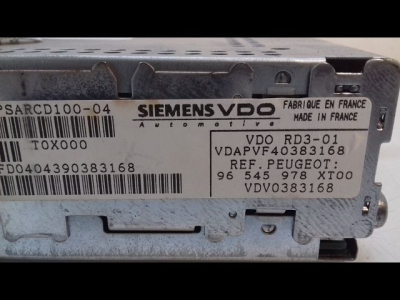 PSARCD100-04
T0X000
FD0404390383168
SIEMENS VDO
Automotive
FABRIQUE EN FRANCE
MADE IN FRANCE
VDO RD3-01
VDAPVF40383168
REF. PEUGEOT:
96 545 978 XT00
VDV0383168